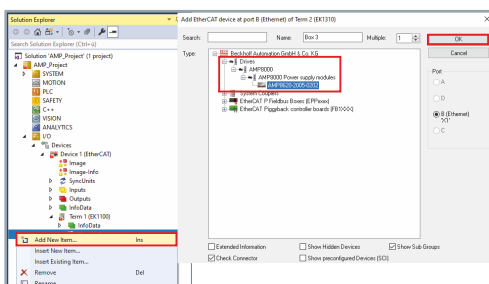 Solution Explorer
Search Solution Explorer (Ctrl+ü)
Solution 'AMP_Project' (1 project)
AMP_Project
SYSTEM
MOTION
PLC
SAFETY
C++
VISION
ANALYTICS
I/O
Devices
Device 1 (EtherCAT)
Image
Image-Info
SyncUnits
Inputs
Outputs
InfoData
Term 1 (EK1100)
InfoData
Add New Item... Ins
Insert New Item...
Insert Existing Item...
Remove Del
Rename
Add EtherCAT device at port B (Ethernet) of Term 2 (EK1310)
Search: Name: Box 3 Multiple: 1 OK
Type:
Beckhoff Automation GmbH & Co. KG
Drives
AMP8000
AMP8000 Power supply modules
AMP8620-2005-0202
System Couplers
EtherCAT P Fieldbus Boxes (EPPxxxx)
EtherCAT Piggyback controller boards (FB1XXX)
Cancel
Port
A
D
B (Ethernet)
'X1'
C
Extended Information
Show Hidden Devices
Show Sub Groups
Check Connector
Show preconfigured Devices (SCI)